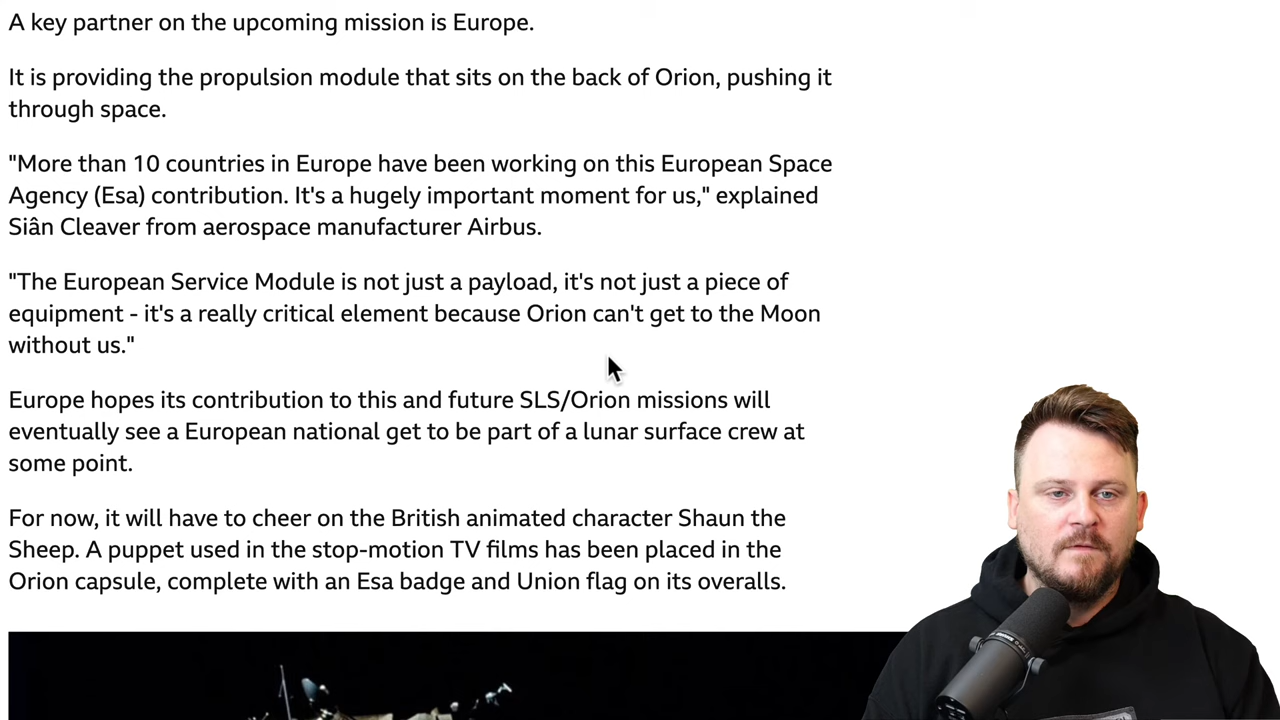 A key partner on the upcoming mission is Europe.
It is providing the propulsion module that sits on the back of Orion, pushing it
through space.
"More than 10 countries in Europe have been working on this European Space
Agency (Esa) contribution. It's a hugely important moment for us," explained
Siân Cleaver from aerospace manufacturer Airbus.
"The European Service Module is not just a payload, it's not just a piece of
equipment - it's a really critical element because Orion can't get to the Moon
without us."
Europe hopes its contribution to this and future SLS/Orion missions will
eventually see a European national get to be part of a lunar surface crew at
some point.
For now, it will have to cheer on the British animated character Shaun the
Sheep. A puppet used in the stop-motion TV films has been placed in the
Orion capsule, complete with an Esa badge and Union flag on its overalls.